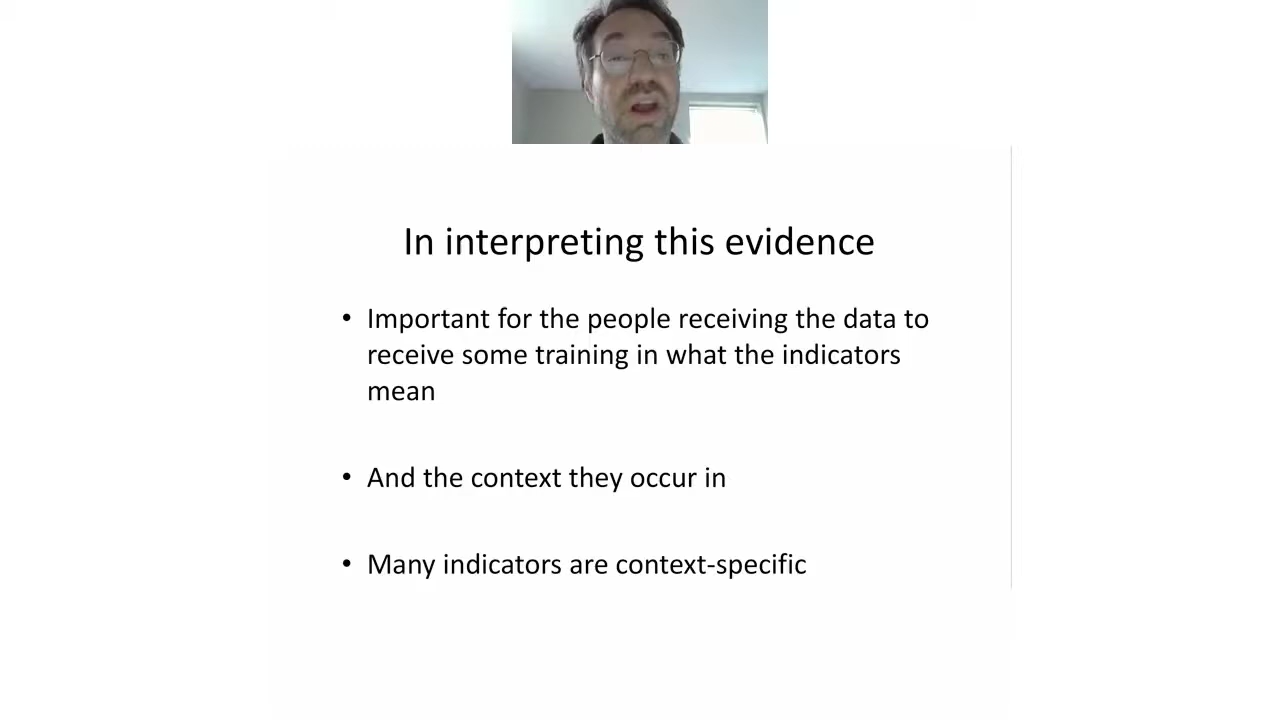 In interpreting this evidence
• Important for the people receiving the data to
receive some training in what the indicators
mean
• And the context they occur in
• Many indicators are context-specific